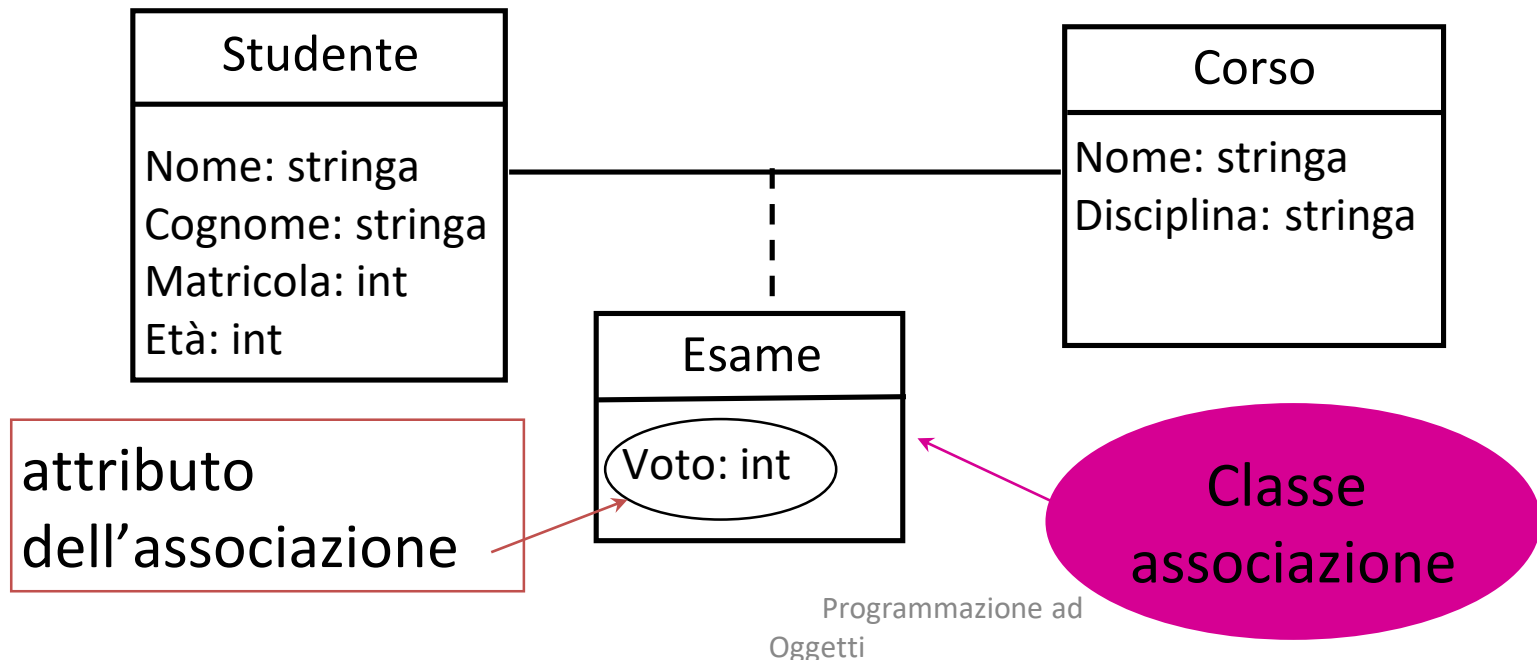 Studente
Nome: stringa
Cognome: stringa
Matricola: int
Età: int
Corso
Nome: stringa
Disciplina: stringa
Esame
Voto: int
attributo
dell’associazione
Classe
associazione
Programmazione ad
Oggetti